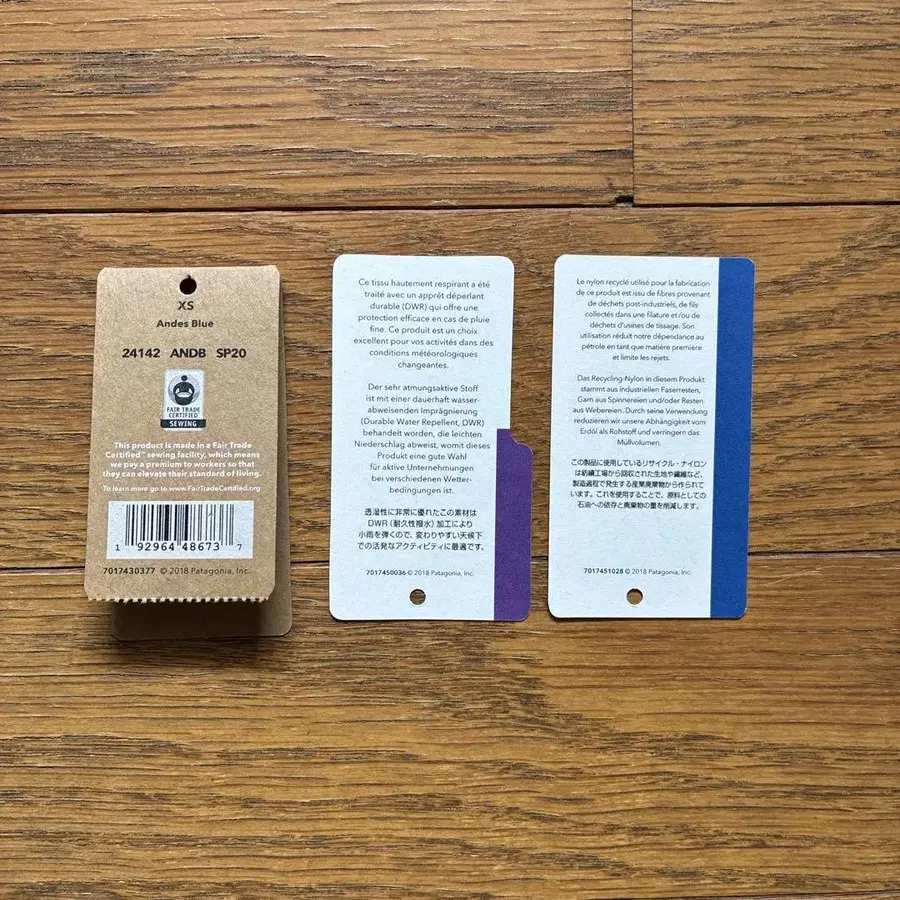 XS
Andes Blue
24142 ANDB SP20
FAIR TRADE
CERTIFIED
SEWING
This product is made in a Fair Trade
Certified™ sewing facility, which means
we pay a premium to workers so that
they can elevate their standard of living.
To learn more go to www.FairTradeCertified.org
1 92964 48673 7
7017430377 © 2018 Patagonia, Inc.
Ce tissu hautement respirant a été
traité avec un apprêt déperlant
durable (DWR) qui offre une
protection efficace en cas de pluie
fine. Ce produit est un choix
excellent pour vos activités dans des
conditions météorologiques
changeantes.
Der sehr atmungsaktive Stoff
ist mit einer dauerhaft wasser-
abweisenden Imprägnierung
(Durable Water Repellent, DWR)
behandelt worden, die leichten
Niederschlag abweist, womit dieses
Produkt eine gute Wahl
für aktive Unternehmungen
bei verschiedenen Wetter-
bedingungen ist.
透湿性に非常に優れたこの素材は
DWR (耐久性撥水) 加工により
小雨を弾くので、変わりやすい天候下
での活発なアクティビティに最適です。
7017450036 © 2018 Patagonia, Inc.
Le nylon recyclé utilisé pour la fabrication
de ce produit est issu de fibres provenant
de déchets post-industriels, de fils
collectés dans une filature et /ou de
déchets d'usines de tissage. Son
utilisation réduit notre dépendance au
pétrole en tant que matière première
et limite les rejets.
Das Recycling-Nylon in diesem Produkt
stammt aus industriellen Faserresten,
Garn aus Spinnereien und/oder Resten
aus Webereien. Durch seine Verwendung
reduzieren wir unsere Abhängigkeit vom
Erdöl als Rohstoff und verringern das
Müllvolumen.
この製品に使用しているリサイクル・ナイロン
は紡績工場から回収された生地や繊維など、
製造過程で発生する産業廃棄物から作られて
います。これを使用することで、原料としての
石油への依存と廃棄物の量を削減します。
7017451028 © 2018 Patagonia, Inc.